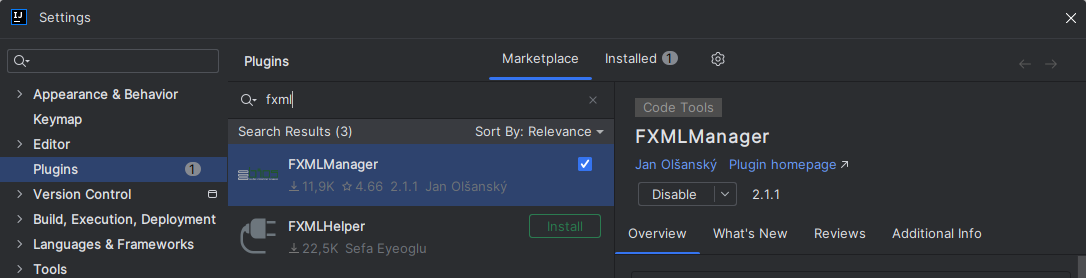 Settings
Plugins
Marketplace
Installed 1
Appearance & Behavior
Keymap
Editor
Plugins 1
Version Control
Build, Execution, Deployment
Languages & Frameworks
Tools
fxml
Search Results (3)
Sort By: Relevance
FXMLManager
11,9K 4.66 2.1.1 Jan Olšanský
FXMLHelper
Install
22,5K Sefa Eyeoglu
Code Tools
FXMLManager
Jan Olšanský Plugin homepage
Disable
2.1.1
Overview
What's New
Reviews
Additional Info